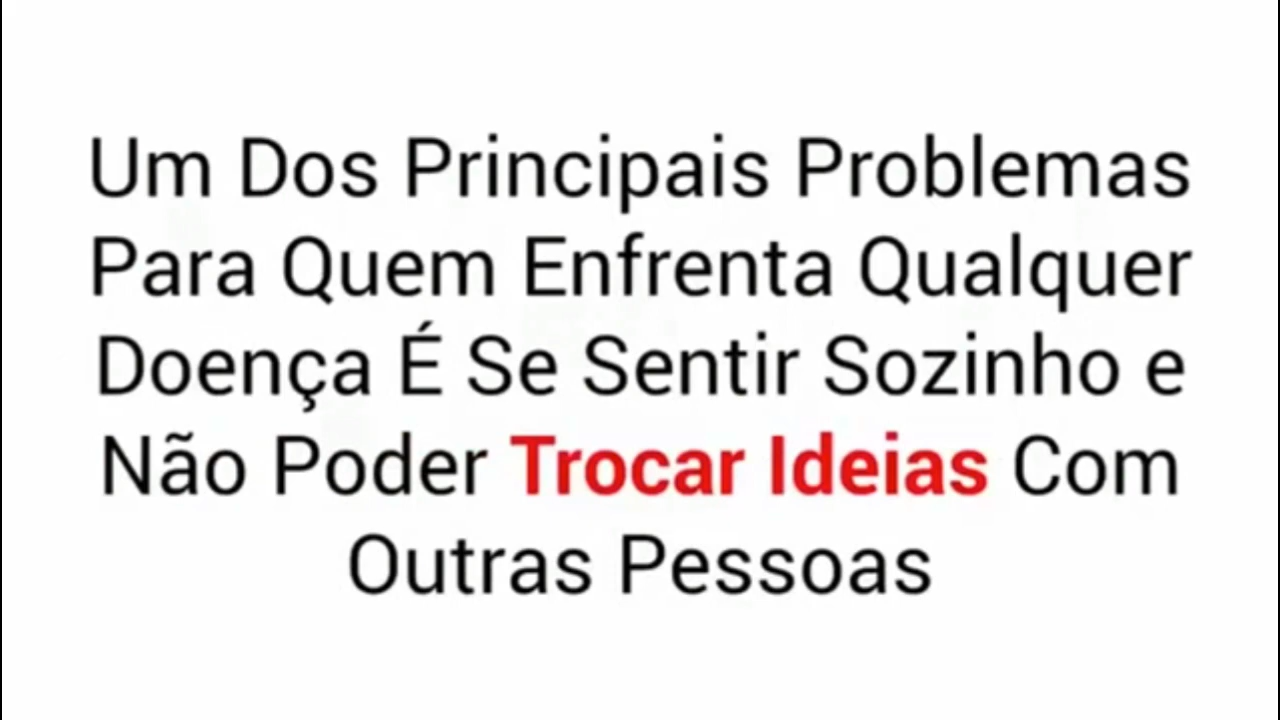 Um Dos Principais Problemas
Para Quem Enfrenta Qualquer
Doença É Se Sentir Sozinho e
Não Poder Trocar Ideias Com
Outras Pessoas